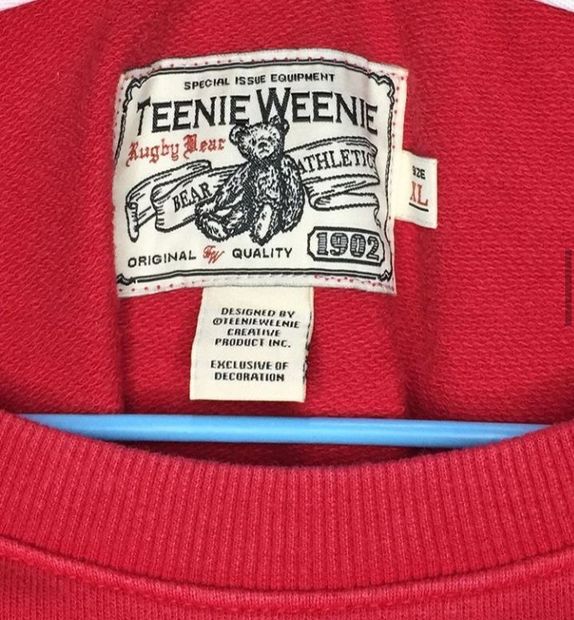 SPECIAL ISSUE EQUIPMENT
TEENIE WEENIE
Rugby Bear
BEAR ATHLETIC
ORIGINAL TW QUALITY 1902
SIZE
XL
DESIGNED BY
@TEENIEWEENIE
CREATIVE
PRODUCT INC.
EXCLUSIVE OF
DECORATION